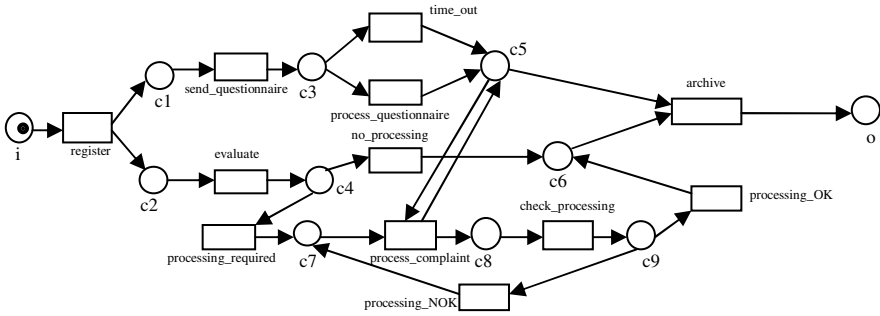 time_out
c5
archive
c1
send_questionnaire
c3
process_questionnaire
i
register
evaluate
no_processing
o
c2
c4
c6
check_processing
processing_OK
processing_required
c7
process_complaint
c8
c9
processing_NOK